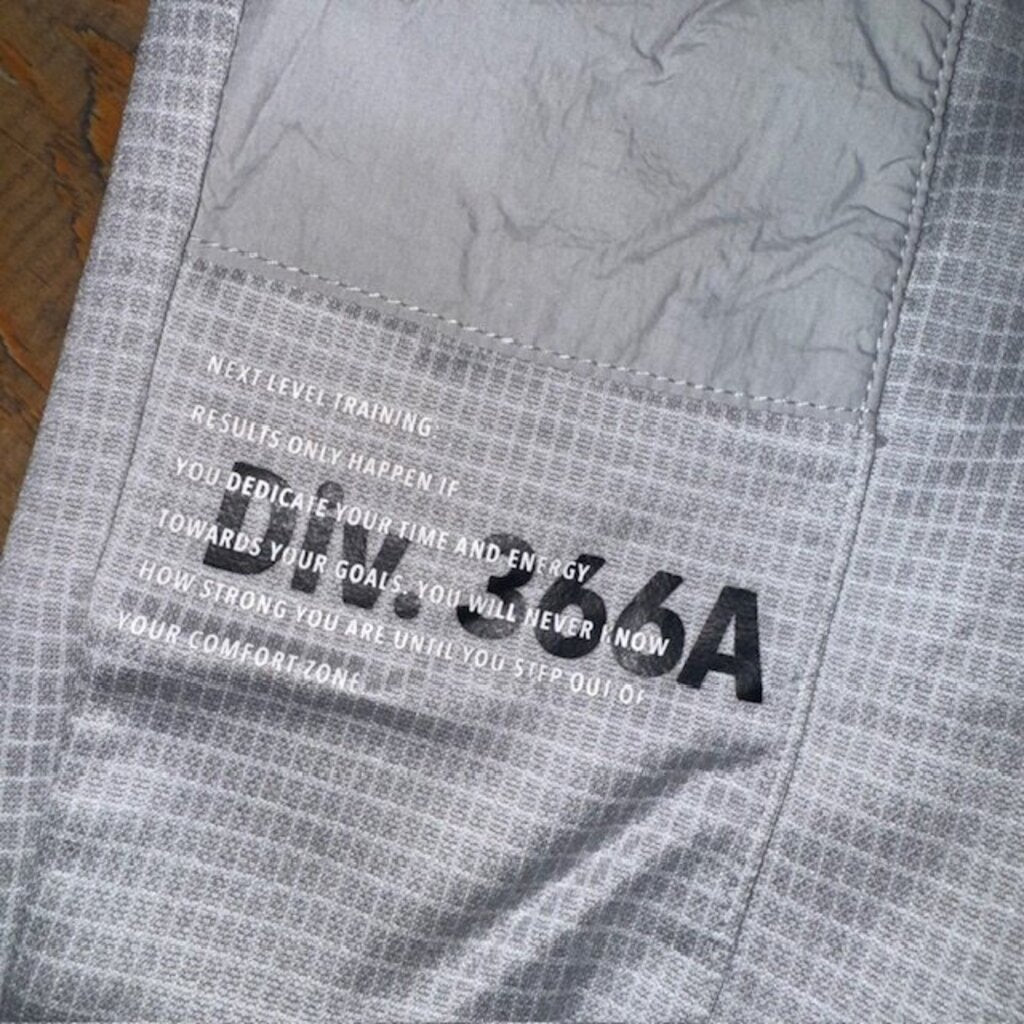 NEXT LEVEL TRAINING
RESULTS ONLY HAPPEN IF
YOU DEDICATE YOUR TIME AND ENERGY
TOWARDS YOUR GOALS. YOU WILL NEVER KNOW
HOW STRONG YOU ARE UNTIL YOU STEP OUT OF
YOUR COMFORT ZONE
Div. 366A